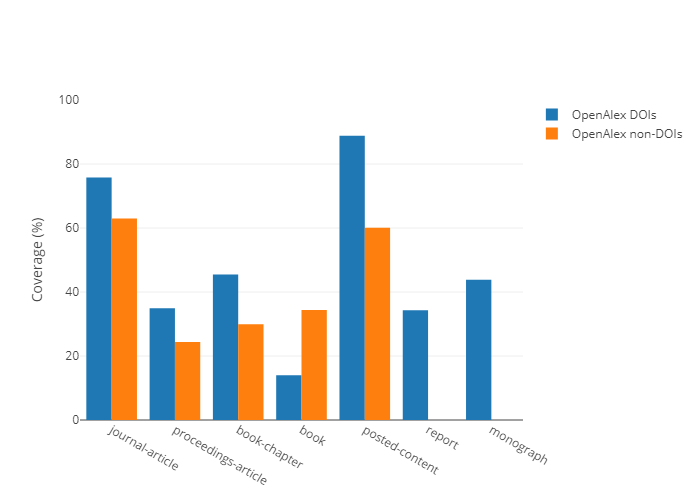 100
80
60
40
20
0
Coverage (%)
journal-article
proceedings-article
book-chapter
book
posted-content
report
monograph
OpenAlex DOIs
OpenAlex non-DOIs